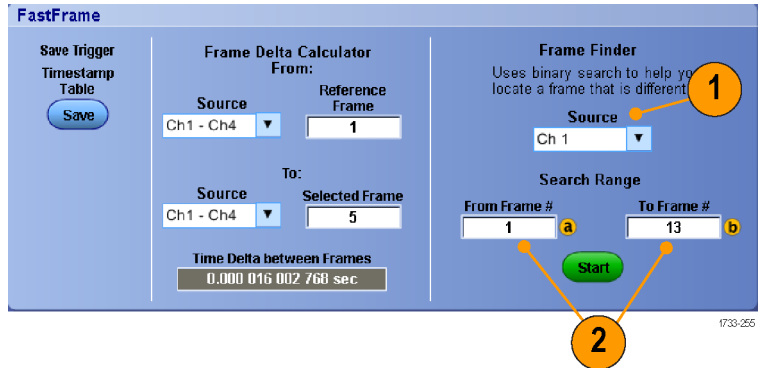 FastFrame
Save Trigger
Timestamp
Table
Save
Frame Delta Calculator
From:
Source
Reference
Frame
Ch1 - Ch4
1
To:
Source
Selected Frame
Ch1 - Ch4
5
Time Delta between Frames
0.000 016 002 768 sec
Frame Finder
Uses binary search to help
locate a frame that is different
Source
Ch 1
Search Range
From Frame #
To Frame #
1
a
13
b
Start
1
2
1733-255